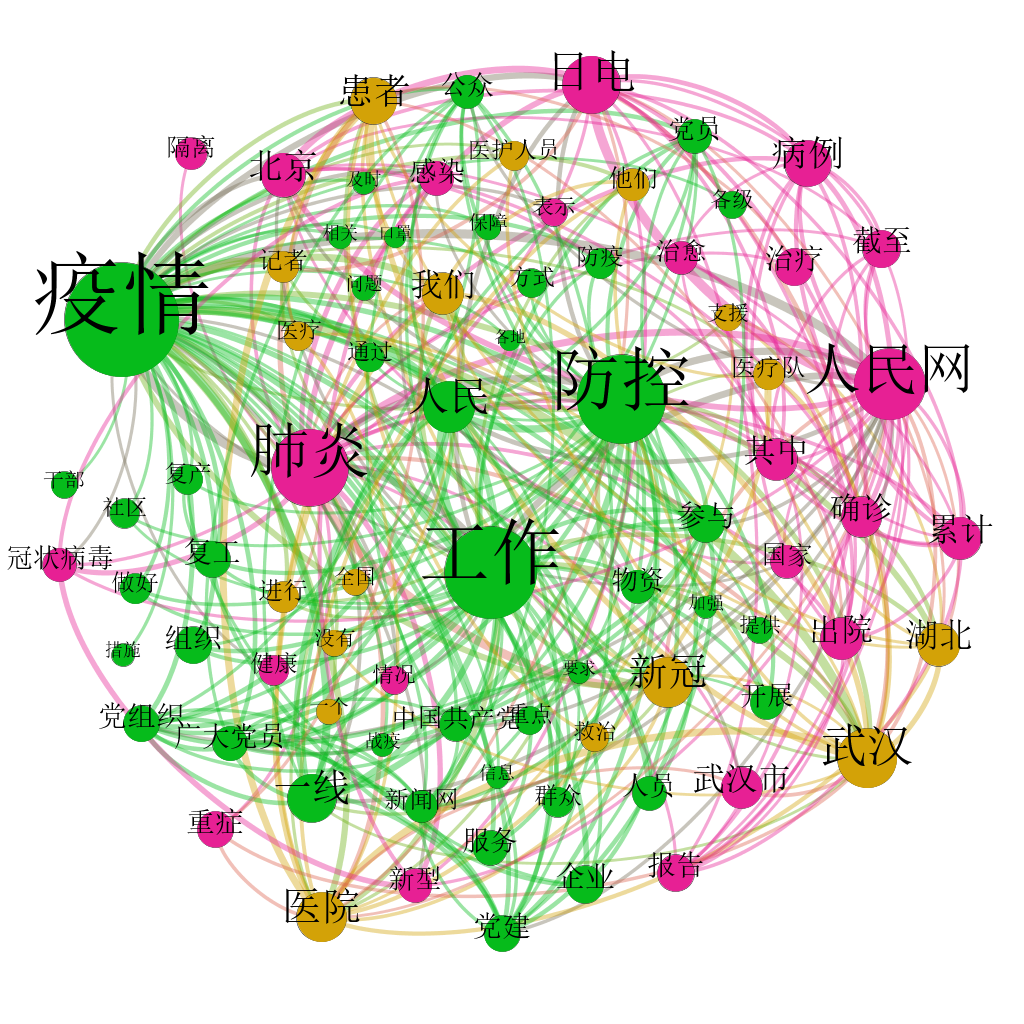 日电
患者
公众
党员
隔离
北京
及时
感染
医护人员
他们
病例
表示
各级
保障
相关
口罩
截至
记者
问题
我们
方式
防疫
治愈
治疗
疫情
支援
医疗
通过
各地
人民
防控
医疗队
人民网
肺炎
其中
干部
复产
社区
参与
确诊
累计
冠状病毒
复工
工作
国家
做好
进行
全国
物资
加强
措施
组织
没有
提供
出院
湖北
健康
情况
要求
新冠
开展
党组织
广大党员
一个
中国共产党
重点
战疫
救治
武汉
一线
新闻网
信息
群众
人员
武汉市
重症
服务
新型
企业
报告
医院
党建